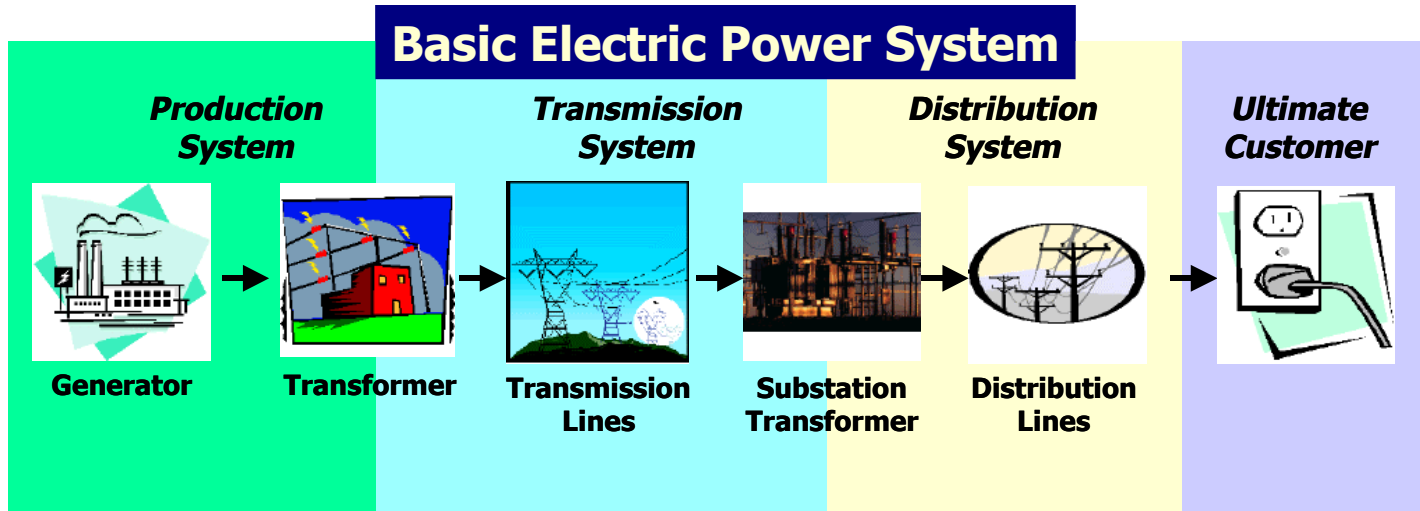 Basic Electric Power System
Production
System
Transmission
System
Distribution
System
Ultimate
Customer
Generator
Transformer
Transmission
Lines
Substation
Transformer
Distribution
Lines